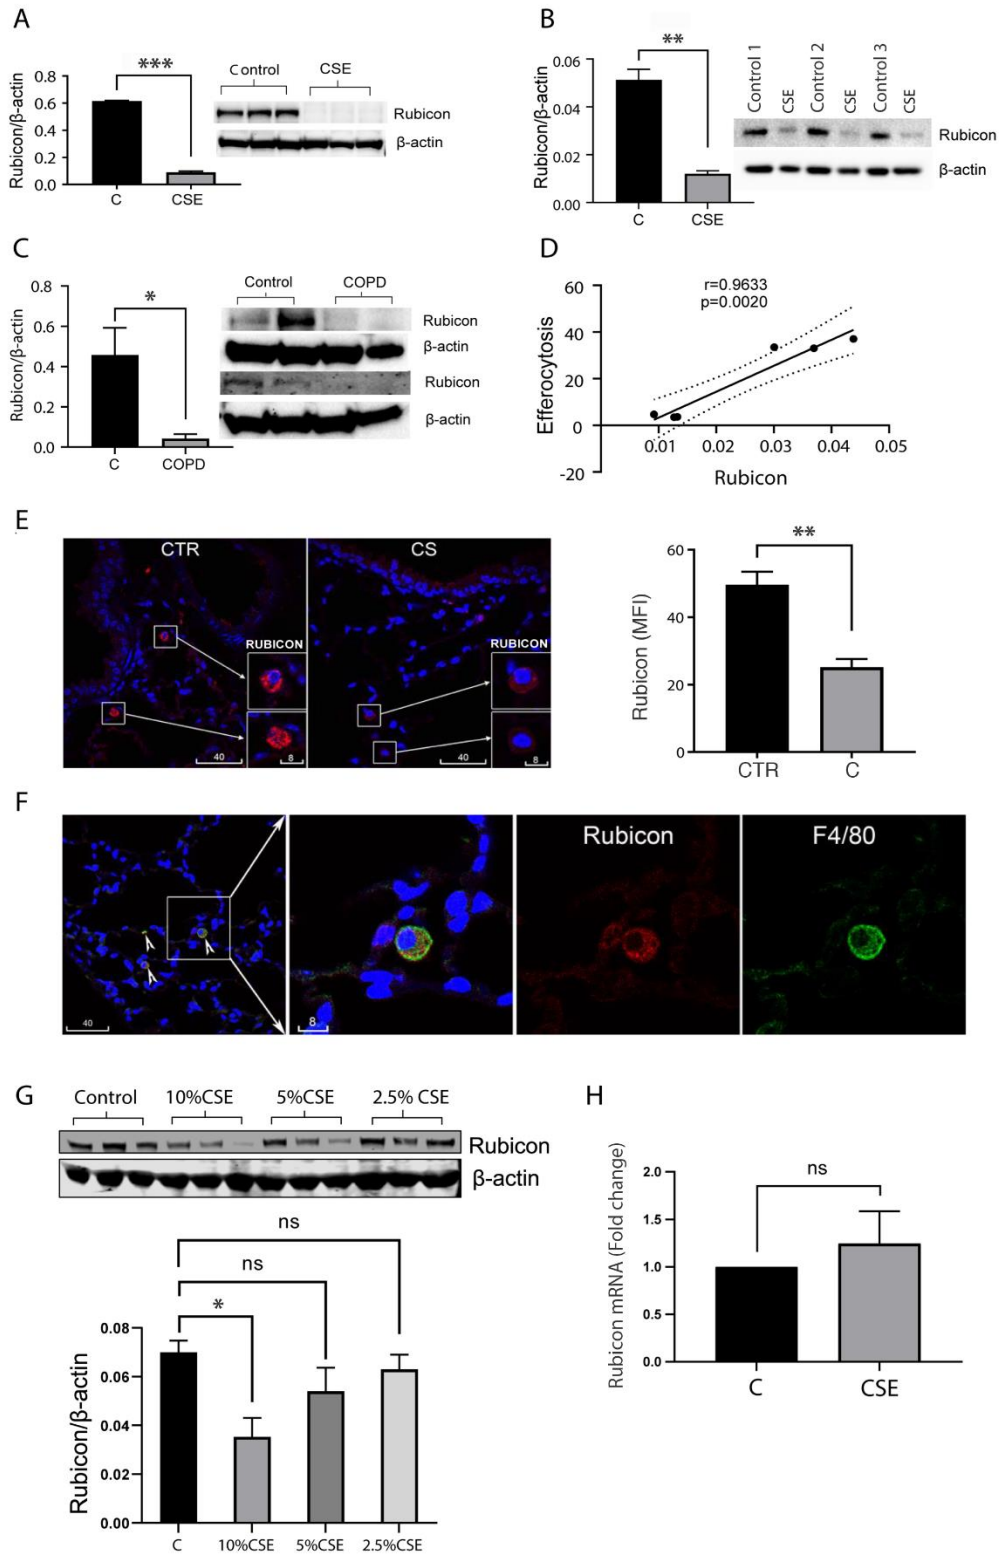 A
***
Control
CSE
Rubicon
β-actin
Rubicon/β-actin
0.8
0.6
0.4
0.2
0.0
C
CSE
B
**
Control 1
CSE
Control 2
CSE
Control 3
CSE
Rubicon
β-actin
Rubicon/β-actin
0.06
0.04
0.02
0.00
C
CSE
C
*
Control
COPD
Rubicon
β-actin
Rubicon
β-actin
Rubicon/β-actin
0.8
0.6
0.4
0.2
0.0
C
COPD
D
r=0.9633
p=0.0020
Efferocytosis
60
40
20
0
-20
0.01
0.02
0.03
0.04
0.05
Rubicon
E
CTR
RUBICON
40
8
CS
RUBICON
40
8
**
Rubicon (MFI)
60
40
20
0
CTR
C
F
40
8
Rubicon
F4/80
G
Control
10%CSE
5%CSE
2.5% CSE
Rubicon
β-actin
ns
ns
*
Rubicon/β-actin
0.08
0.06
0.04
0.02
0.00
C
10%CSE
5%CSE
2.5%CSE
H
ns
Rubicon mRNA (Fold change)
2.0
1.5
1.0
0.5
0.0
C
CSE